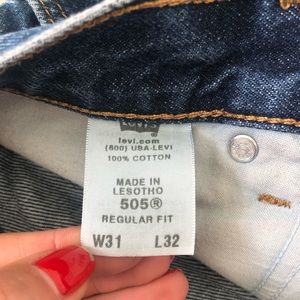 levi.com
(800) USA-LEVI
100% COTTON
MADE IN
LESOTHO
505®
REGULAR FIT
W31 L32